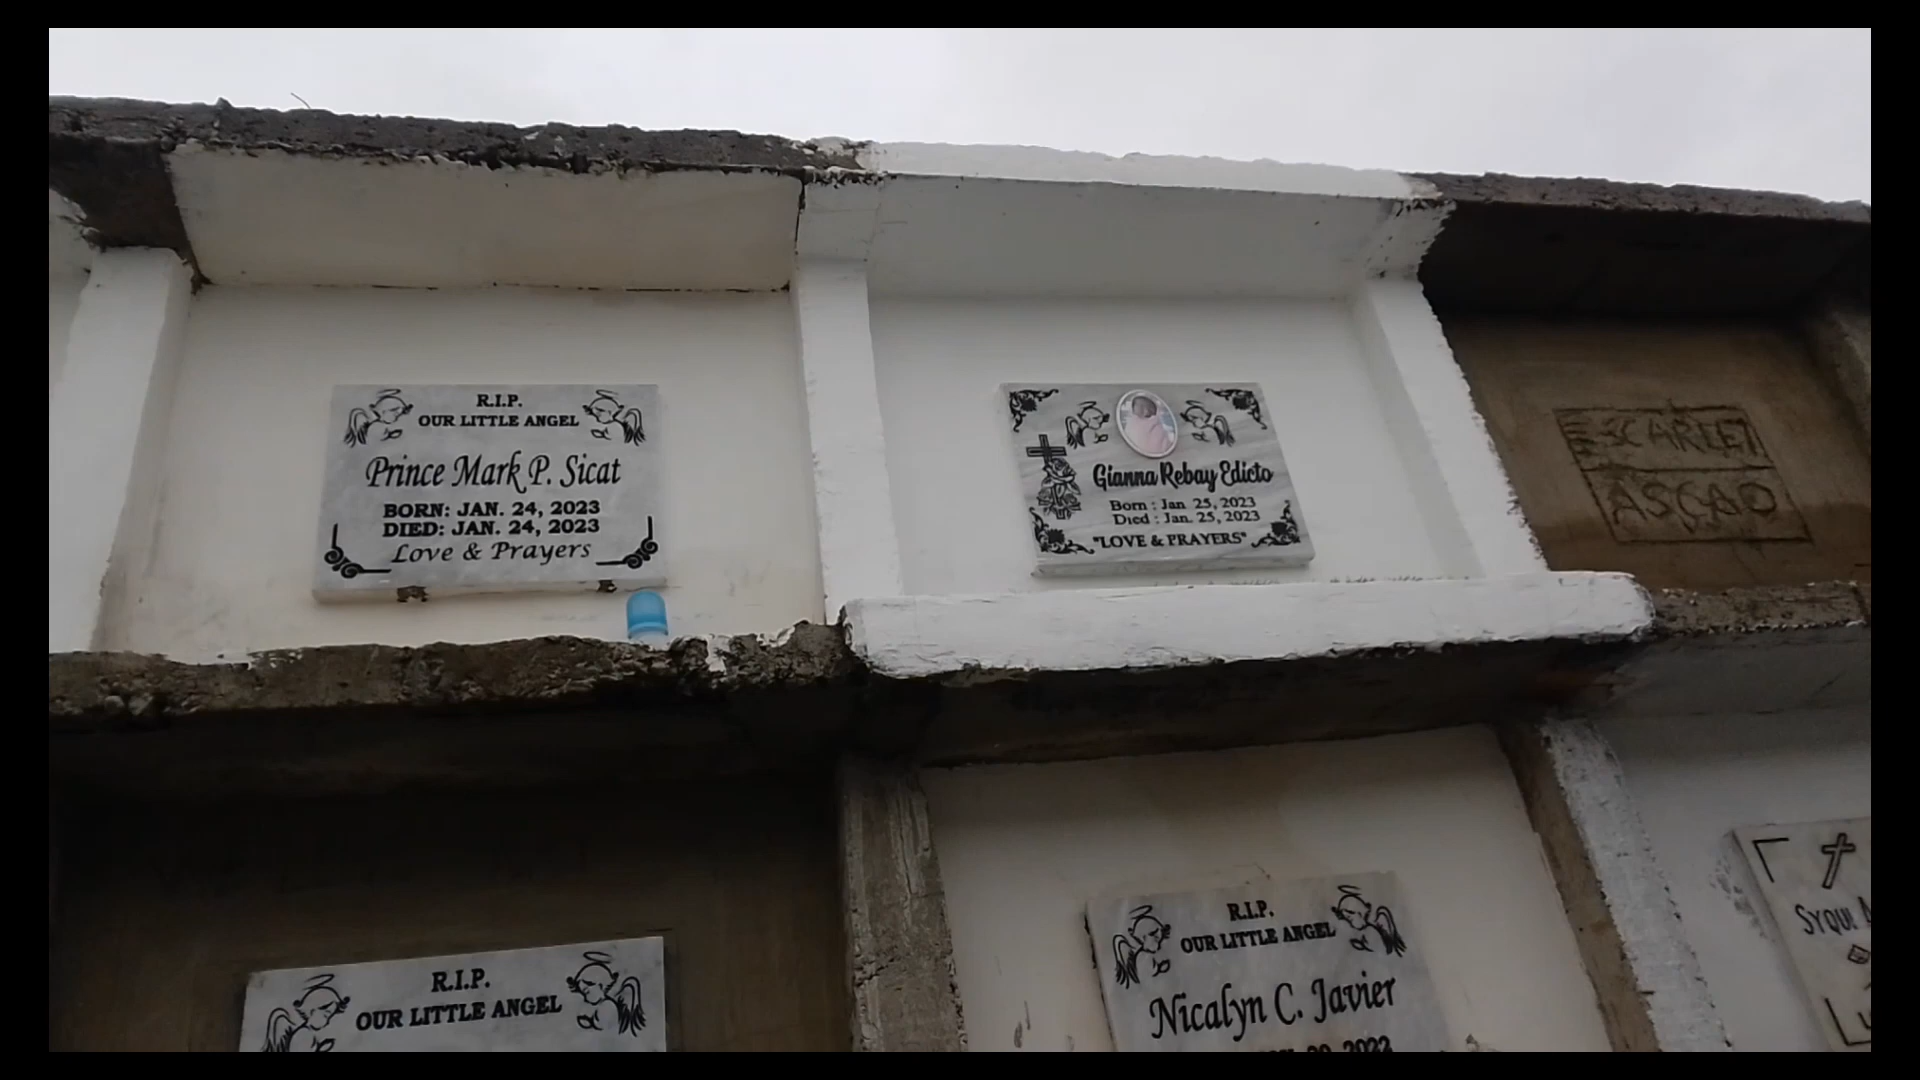 R.I.P.
OUR LITTLE ANGEL
Prince Mark P. Sicat
BORN: JAN. 24, 2023
DIED: JAN. 24, 2023
Love & Prayers
Gianna Rebay Edicto
Born : Jan. 25, 2023
Died : Jan. 25, 2023
"LOVE & PRAYERS"
SCARLET
ASCAO
R.I.P.
OUR LITTLE ANGEL
R.I.P.
OUR LITTLE ANGEL
Nicalyn C. Javier
2022
SYQUI